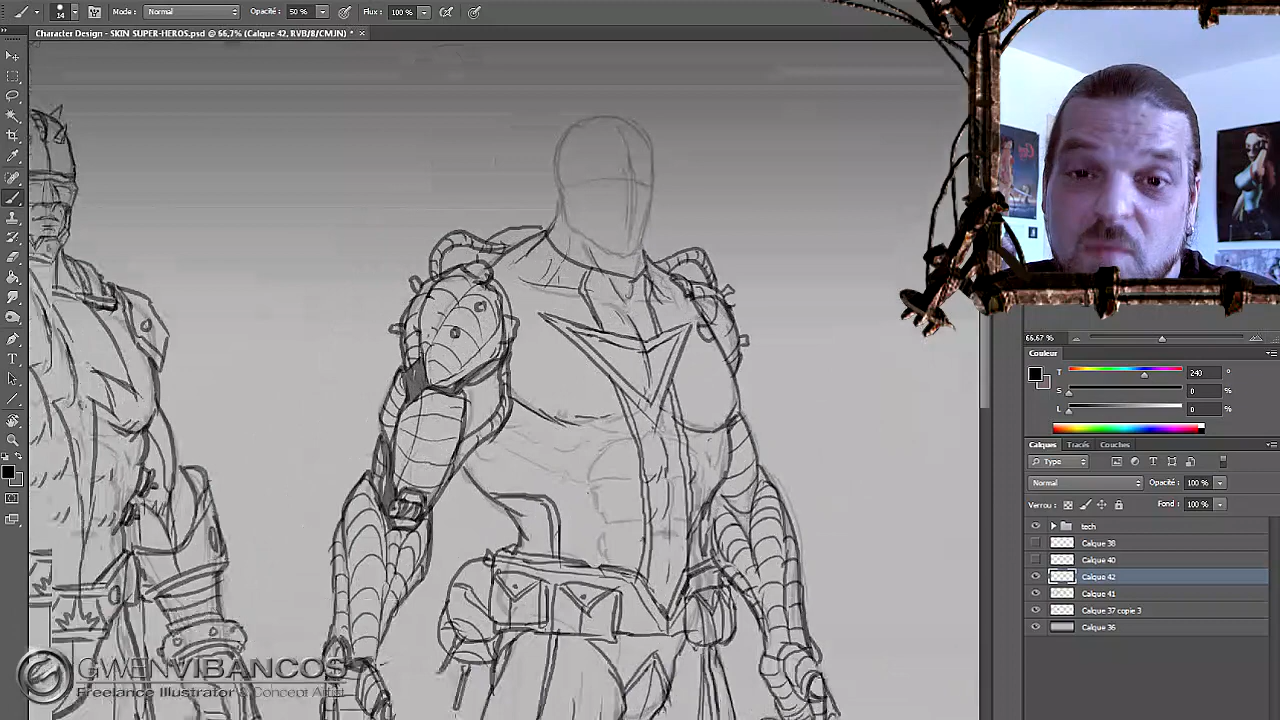 14 Mode : Normal Opacité : 50 % Flux : 100 %
Character Design - SKIN SUPER-HEROS.psd @ 66,7% (Calque 42, RVB/8/CMJN) * ×
66,67 %
Couleur
T 240 °
S 0 %
L 0 %
Calques Tracés Couches
Type
Normal Opacité : 100 %
Verrou : Fond : 100 %
tech
Calque 38
Calque 40
Calque 42
Calque 41
Calque 37 copie 3
Calque 36
GWENVIBANCOS
Freelance Illustrator & Concept Artist